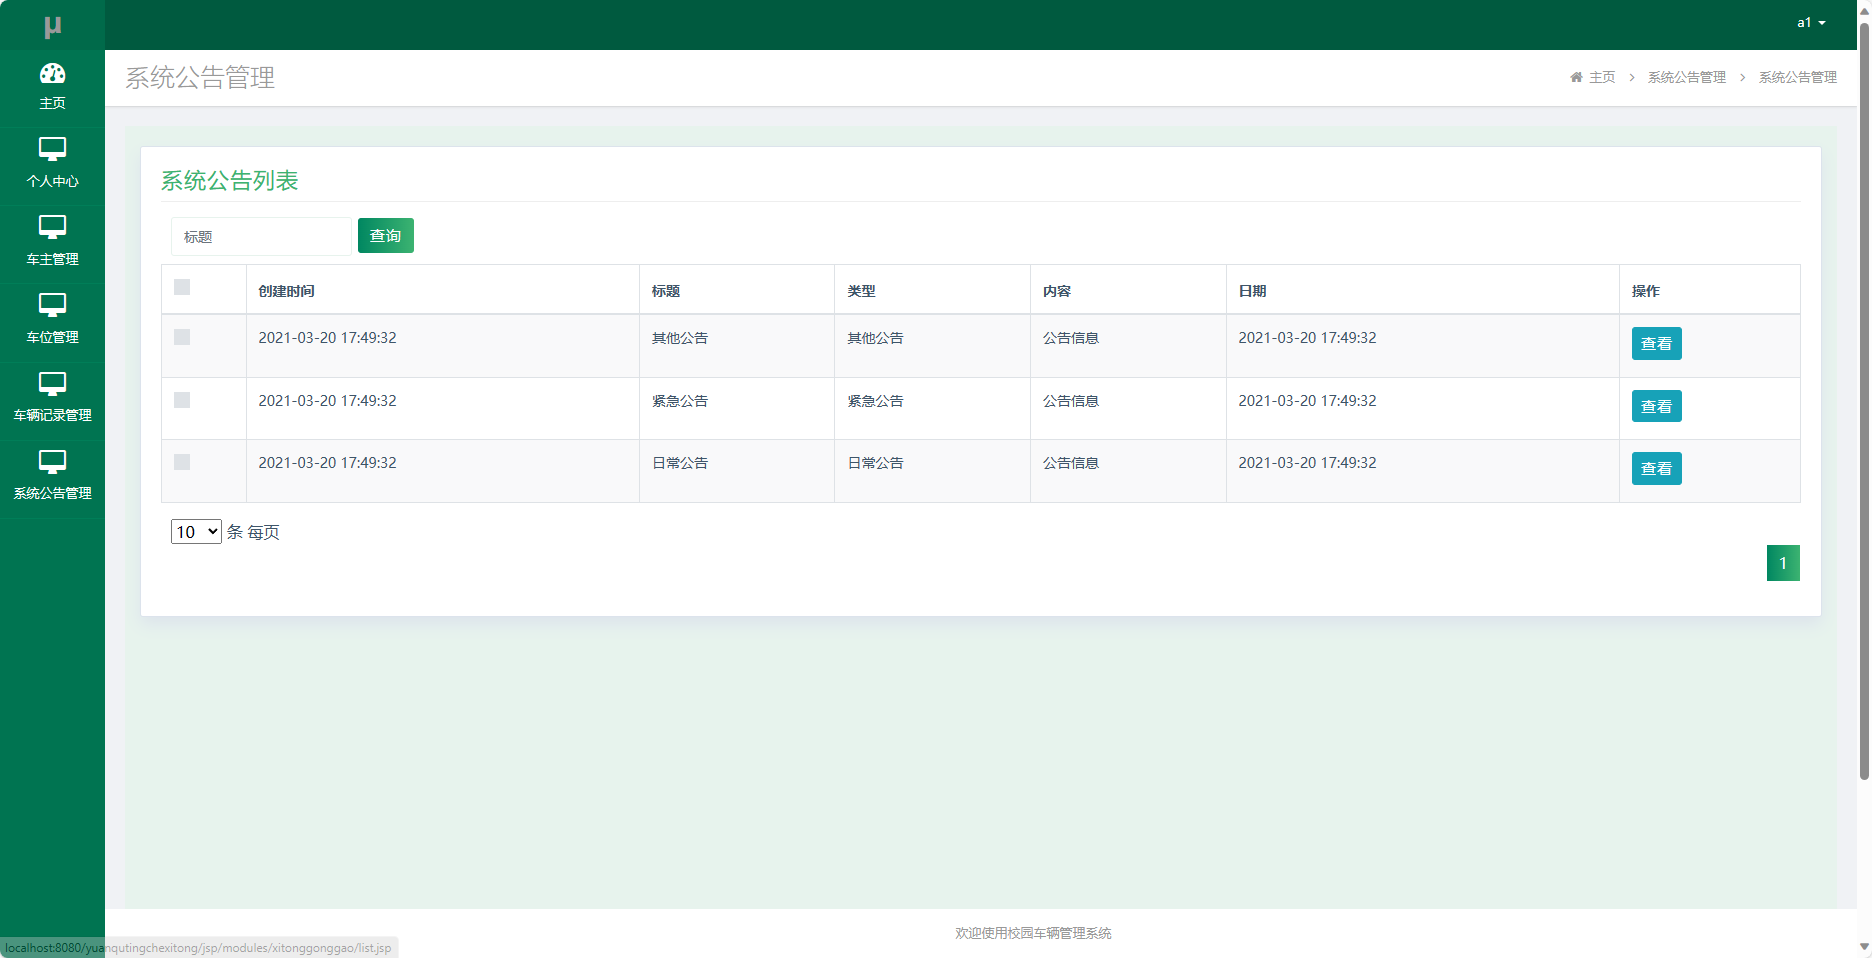 µ
a1
主页
个人中心
车主管理
车位管理
车辆记录管理
系统公告管理
系统公告管理
主页 > 系统公告管理 > 系统公告管理
系统公告列表
标题 查询
创建时间 标题 类型 内容 日期 操作
2021-03-20 17:49:32 其他公告 其他公告 公告信息 2021-03-20 17:49:32 查看
2021-03-20 17:49:32 紧急公告 紧急公告 公告信息 2021-03-20 17:49:32 查看
2021-03-20 17:49:32 日常公告 日常公告 公告信息 2021-03-20 17:49:32 查看
10 条 每页
1
欢迎使用校园车辆管理系统
localhost:8080/yuanqutingchexitong/jsp/modules/xitonggonggao/list.jsp